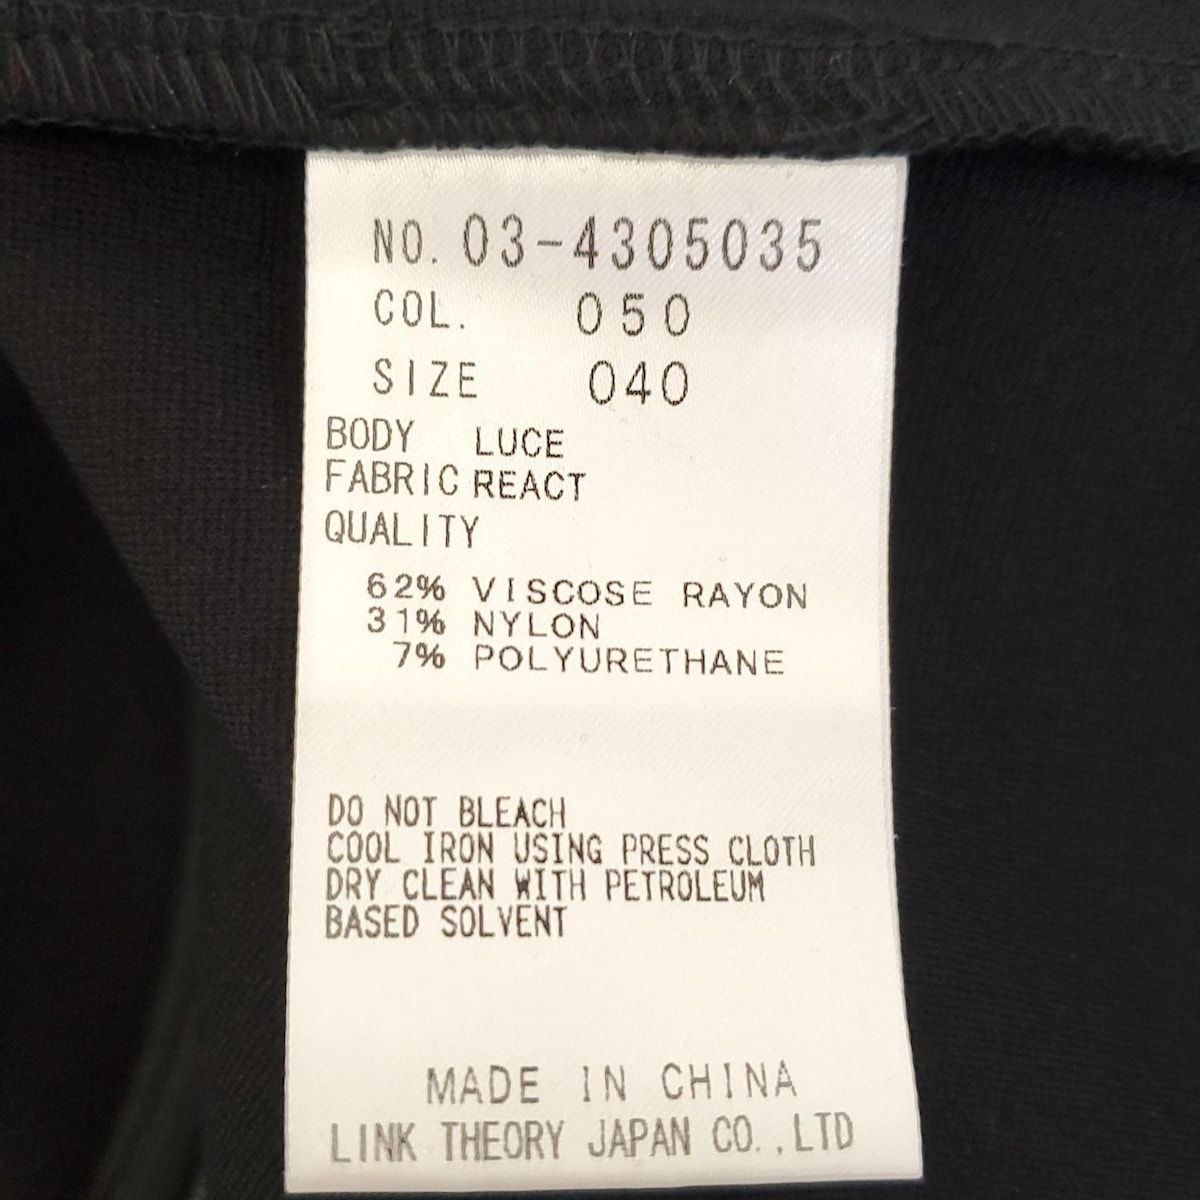 NO. 03-4305035
COL. 050
SIZE 040
BODY LUCE
FABRIC REACT
QUALITY
62% VISCOSE RAYON
31% NYLON
7% POLYURETHANE
DO NOT BLEACH
COOL IRON USING PRESS CLOTH
DRY CLEAN WITH PETROLEUM
BASED SOLVENT
MADE IN CHINA
LINK THEORY JAPAN CO.,LTD